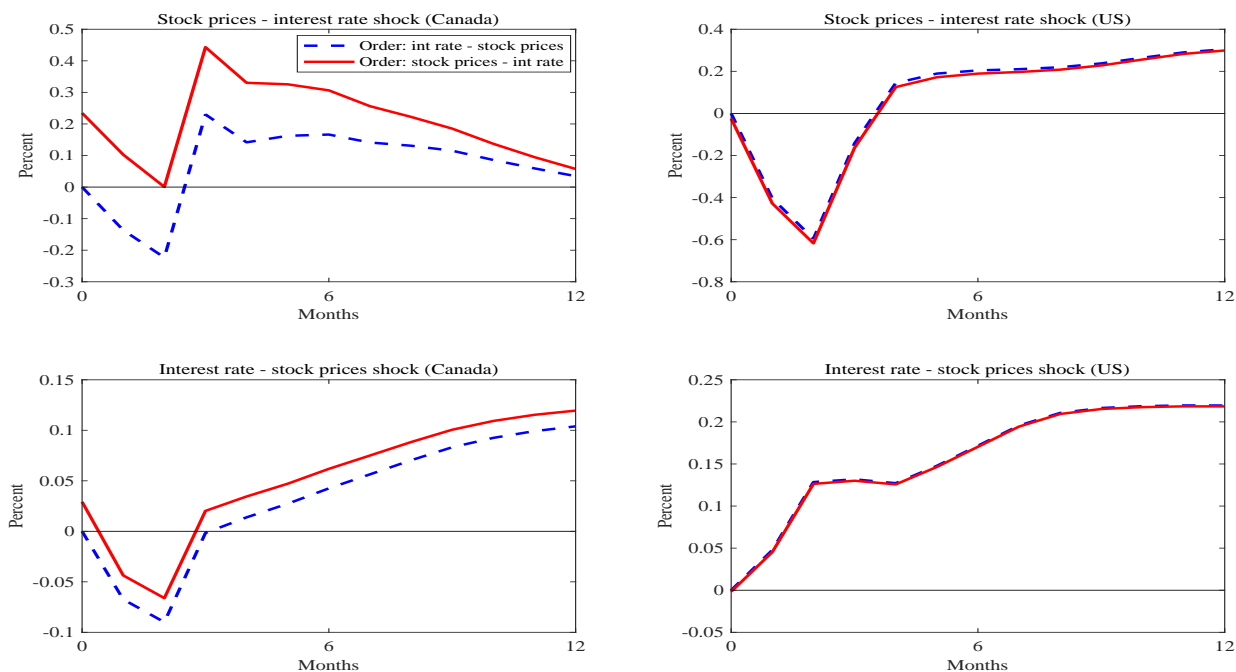 Stock prices - interest rate shock (Canada)
0.5
0.4
0.3
0.2
0.1
0
-0.1
-0.2
-0.3
Percent
0
6
12
Months
Order: int rate - stock prices
Order: stock prices - int rate
Stock prices - interest rate shock (US)
0.4
0.2
0
-0.2
-0.4
-0.6
-0.8
Percent
0
6
12
Months
Interest rate - stock prices shock (Canada)
0.15
0.1
0.05
0
-0.05
-0.1
Percent
0
6
12
Months
Interest rate - stock prices shock (US)
0.25
0.2
0.15
0.1
0.05
0
-0.05
Percent
0
6
12
Months